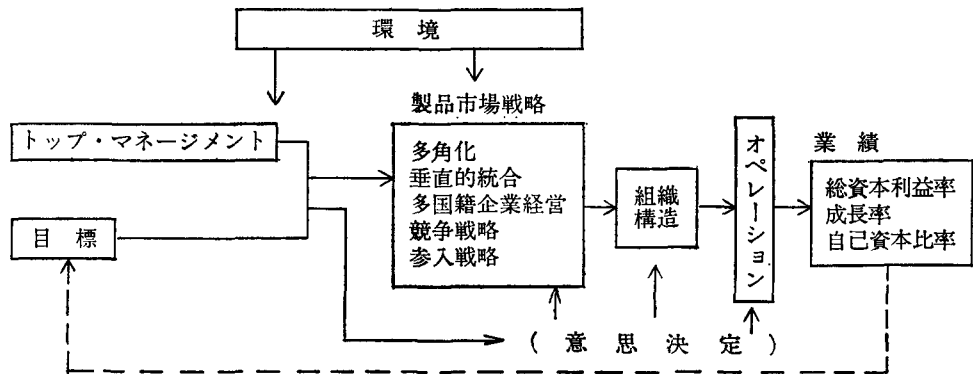 環境
製品市場戦略
トップ・マネージメント
目標
多角化
垂直的統合
多国籍企業経営
競争戦略
参入戦略
組織
構造
オペレーション
業績
総資本利益率
成長率
自己資本比率
(意思決定)